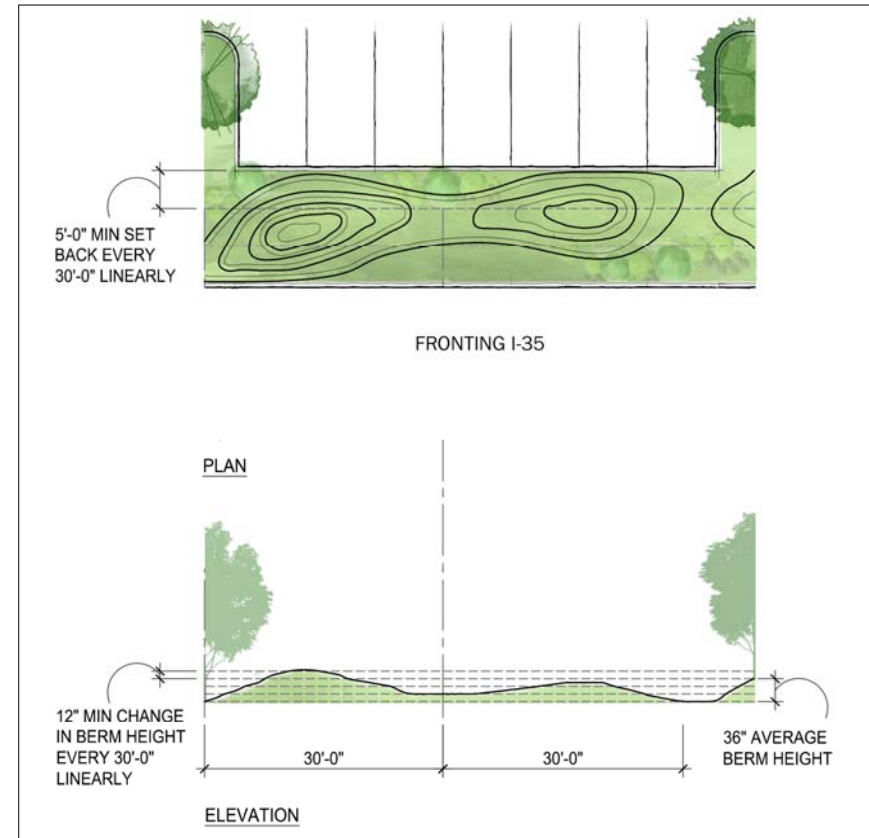 5'-0" MIN SET
BACK EVERY
30'-0" LINEARLY
FRONTING I-35
PLAN
12" MIN CHANGE
IN BERM HEIGHT
EVERY 30'-0"
LINEARLY
30'-0"
30'-0"
36" AVERAGE
BERM HEIGHT
ELEVATION